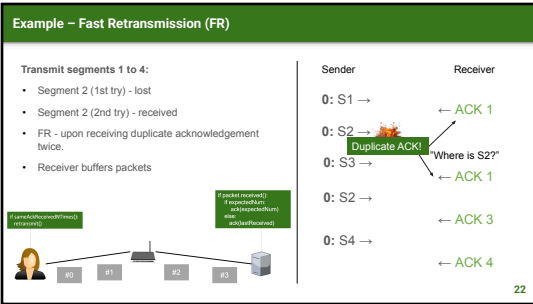 Example – Fast Retransmission (FR)
Transmit segments 1 to 4:
• Segment 2 (1st try) - lost
• Segment 2 (2nd try) - received
• FR - upon receiving duplicate acknowledgement
twice.
• Receiver buffers packets
if sameAckReceivedNTimes():
retransmit()
if packet.received():
if expectedNum:
ack(expectedNum)
else:
ack(lastReceived)
#0
#1
#2
#3
Sender
Receiver
0: S1 →
← ACK 1
0: S2 →
Duplicate ACK!
"Where is S2?"
0: S3 →
← ACK 1
0: S2 →
← ACK 3
0: S4 →
← ACK 4
22